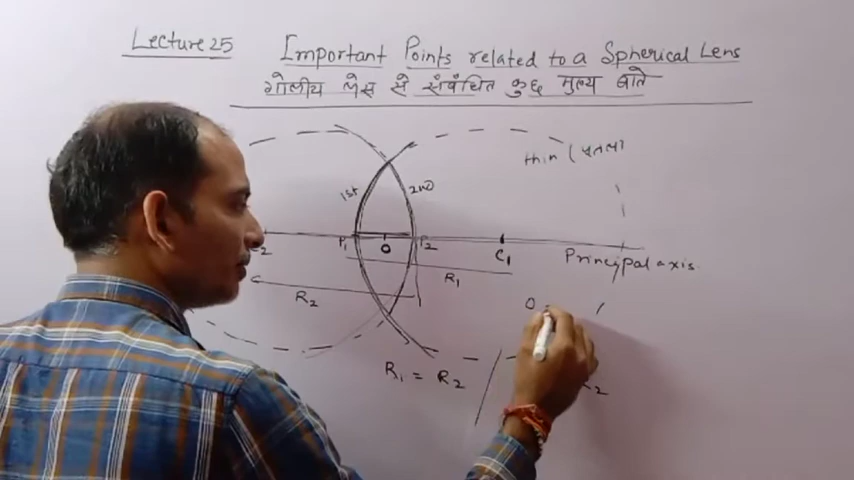 Lecture 25
Important Points related to a Spherical Lens
गोलीय लेंस से संबंधित कुछ मुख्य बातें
thin (पतला)
1st 2nd
P1 O P2 C1
Principal axis
R1
R2
R1 = R2